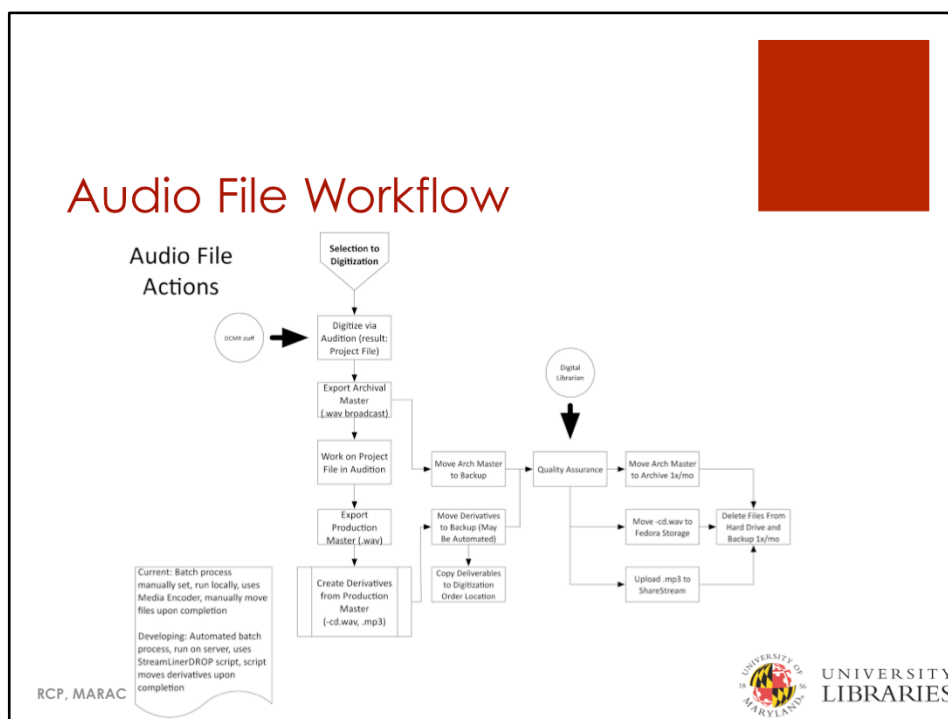 Audio File Workflow
Audio File
Actions
Selection to
Digitization
DCMR staff
Digitize via
Audition (result:
Project File)
Digital
Librarian
Export Archival
Master
(.wav broadcast)
Work on Project
File in Audition
Move Arch Master
to Backup
Quality Assurance
Move Arch Master
to Archive 1x/mo
Export
Production
Master (.wav)
Move Derivatives
to Backup (May
Be Automated)
Move -cd.wav to
Fedora Storage
Delete Files From
Hard Drive and
Backup 1x/mo
Create Derivatives
from Production
Master
(-cd.wav, .mp3)
Copy Deliverables
to Digitization
Order Location
Upload .mp3 to
ShareStream
Current: Batch process
manually set, run locally, uses
Media Encoder, manually move
files upon completion
Developing: Automated batch
process, run on server, uses
StreamLinerDROP script, script
moves derivatives upon
completion
RCP, MARAC
UNIVERSITY OF
MARYLAND
18 56
UNIVERSITY
LIBRARIES